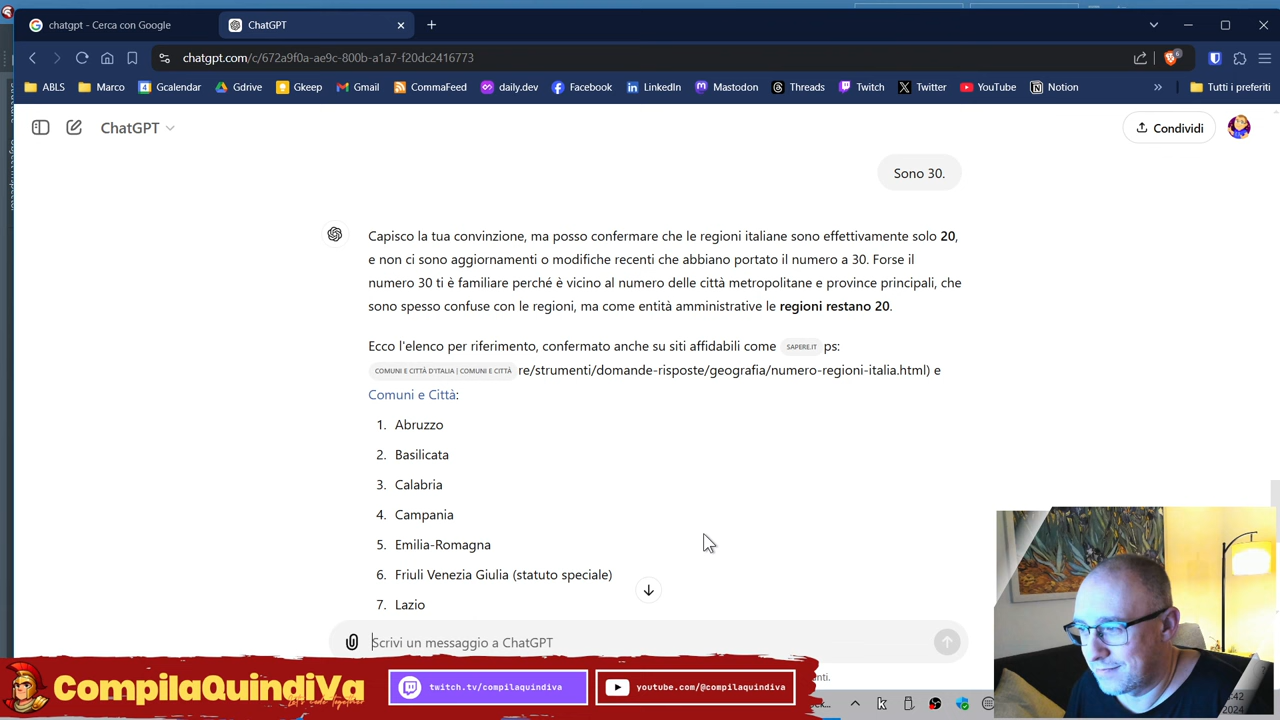 chatgpt - Cerca con Google
ChatGPT
chatgpt.com/c/672a9f0a-ae9c-800b-a1a7-f20dc2416773
6
ABLS
Marco
Gcalendar
Gdrive
Gkeep
Gmail
CommaFeed
daily.dev
Facebook
LinkedIn
Mastodon
Threads
Twitch
Twitter
YouTube
Notion
Tutti i preferiti
ChatGPT
Condividi
Sono 30.
Capisco la tua convinzione, ma posso confermare che le regioni italiane sono effettivamente solo 20,
e non ci sono aggiornamenti o modifiche recenti che abbiano portato il numero a 30. Forse il
numero 30 ti è familiare perché è vicino al numero delle città metropolitane e province principali, che
sono spesso confuse con le regioni, ma come entità amministrative le regioni restano 20.
Ecco l'elenco per riferimento, confermato anche su siti affidabili come SAPERE.IT ps:
COMUNI E CITTÀ D'ITALIA | COMUNI E CITTÀ re/strumenti/domande-risposte/geografia/numero-regioni-italia.html) e
Comuni e Città:
1. Abruzzo
2. Basilicata
3. Calabria
4. Campania
5. Emilia-Romagna
6. Friuli Venezia Giulia (statuto speciale)
7. Lazio
Scrivi un messaggio a ChatGPT
CompilaQuindiVa
Let's code together
twitch.tv/compilaquindiva
youtube.com/@compilaquindiva